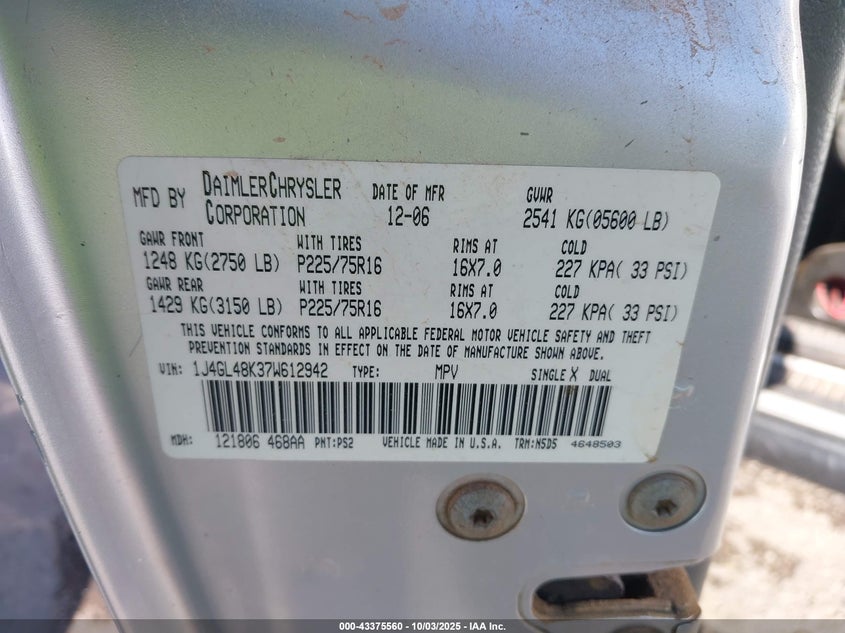 MFD BY DAIMLERCHRYSLER CORPORATION DATE OF MFR 12-06 GVWR 2541 KG(05600 LB)
GAWR FRONT WITH TIRES RIMS AT COLD
1248 KG(2750 LB) P225/75R16 16X7.0 227 KPA( 33 PSI)
GAWR REAR WITH TIRES RIMS AT COLD
1429 KG(3150 LB) P225/75R16 16X7.0 227 KPA( 33 PSI)
THIS VEHICLE CONFORMS TO ALL APPLICABLE FEDERAL MOTOR VEHICLE SAFETY AND THEFT
PREVENTION STANDARDS IN EFFECT ON THE DATE OF MANUFACTURE SHOWN ABOVE.
VIN: 1J4GL48K37W612942 TYPE: MPV SINGLE X DUAL
MDH: 121806 468AA PNT:PS2 VEHICLE MADE IN U.S.A. TRM:N5D5 4648503
000-43375560 - 10/03/2025 - IAA Inc.